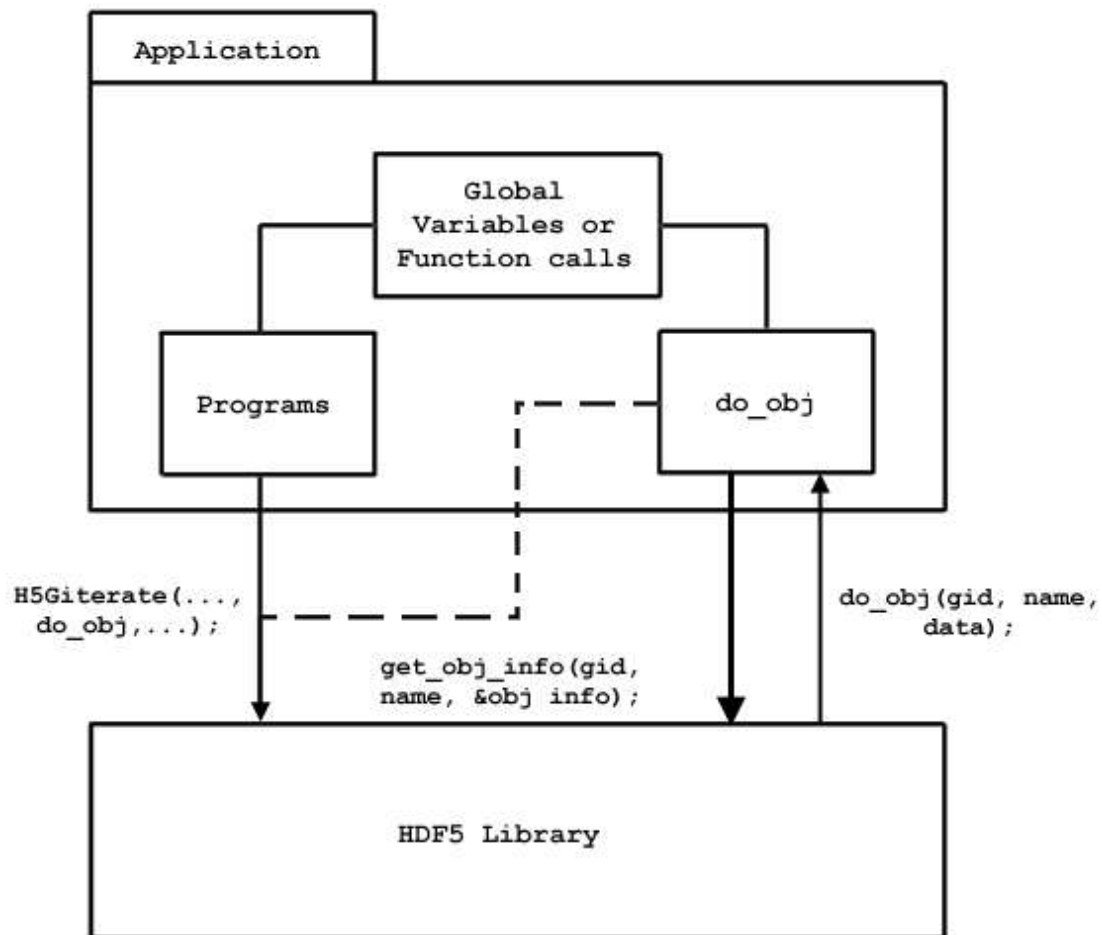 Application
Global
Variables or
Function calls
Programs
do_obj
H5Giterate(...,
do_obj,...);
do_obj(gid, name,
data);
get_obj_info(gid,
name, &obj info);
HDF5 Library